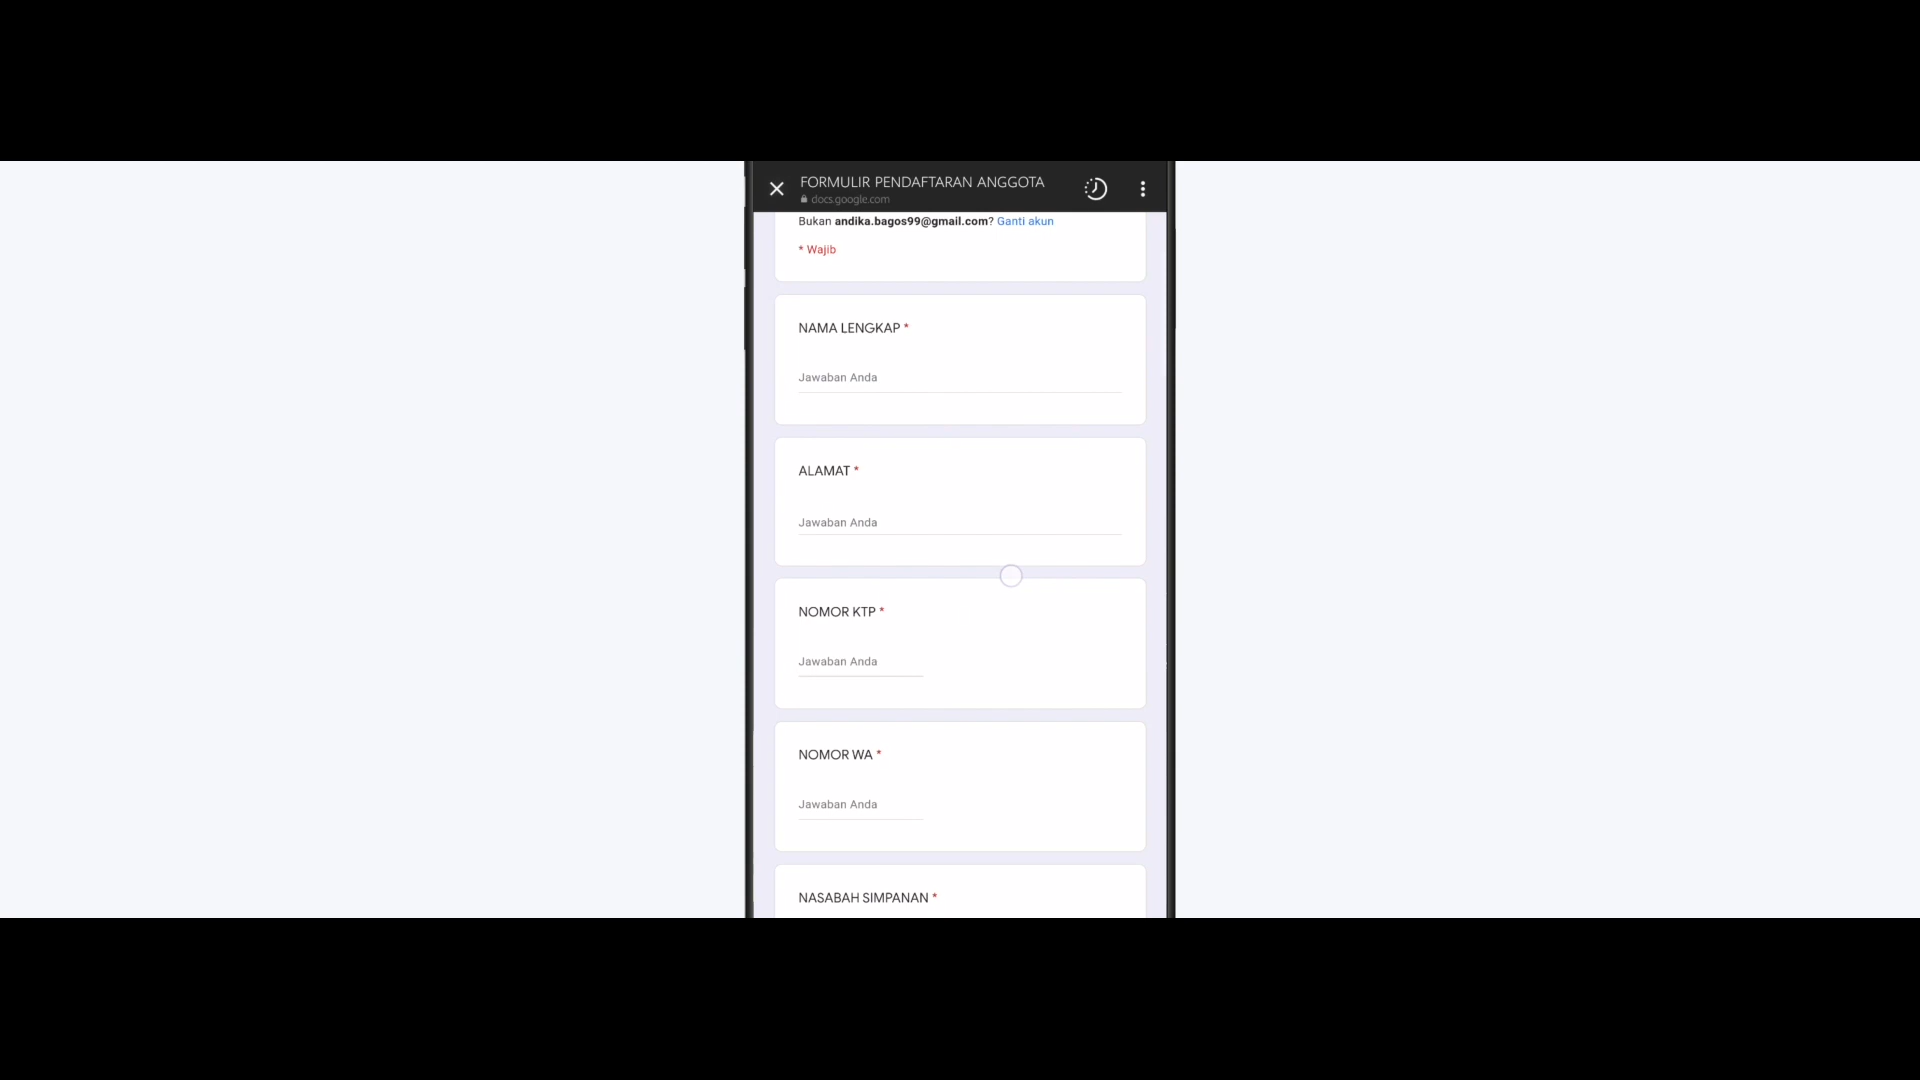 FORMULIR PENDAFTARAN ANGGOTA
docs.google.com
Bukan andika.bagos99@gmail.com? Ganti akun
* Wajib
NAMA LENGKAP *
Jawaban Anda
ALAMAT *
Jawaban Anda
NOMOR KTP *
Jawaban Anda
NOMOR WA *
Jawaban Anda
NASABAH SIMPANAN *